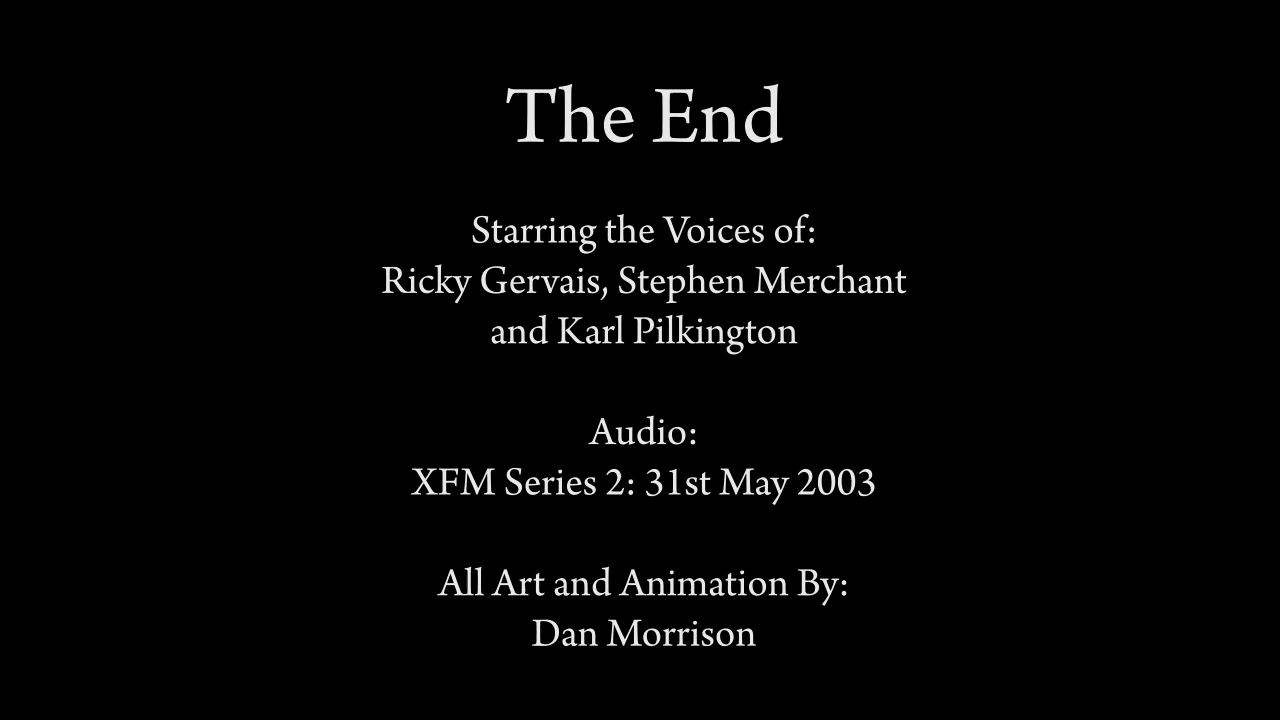 The End
Starring the Voices of:
Ricky Gervais, Stephen Merchant
and Karl Pilkington
Audio:
XFM Series 2: 31st May 2003
All Art and Animation By:
Dan Morrison